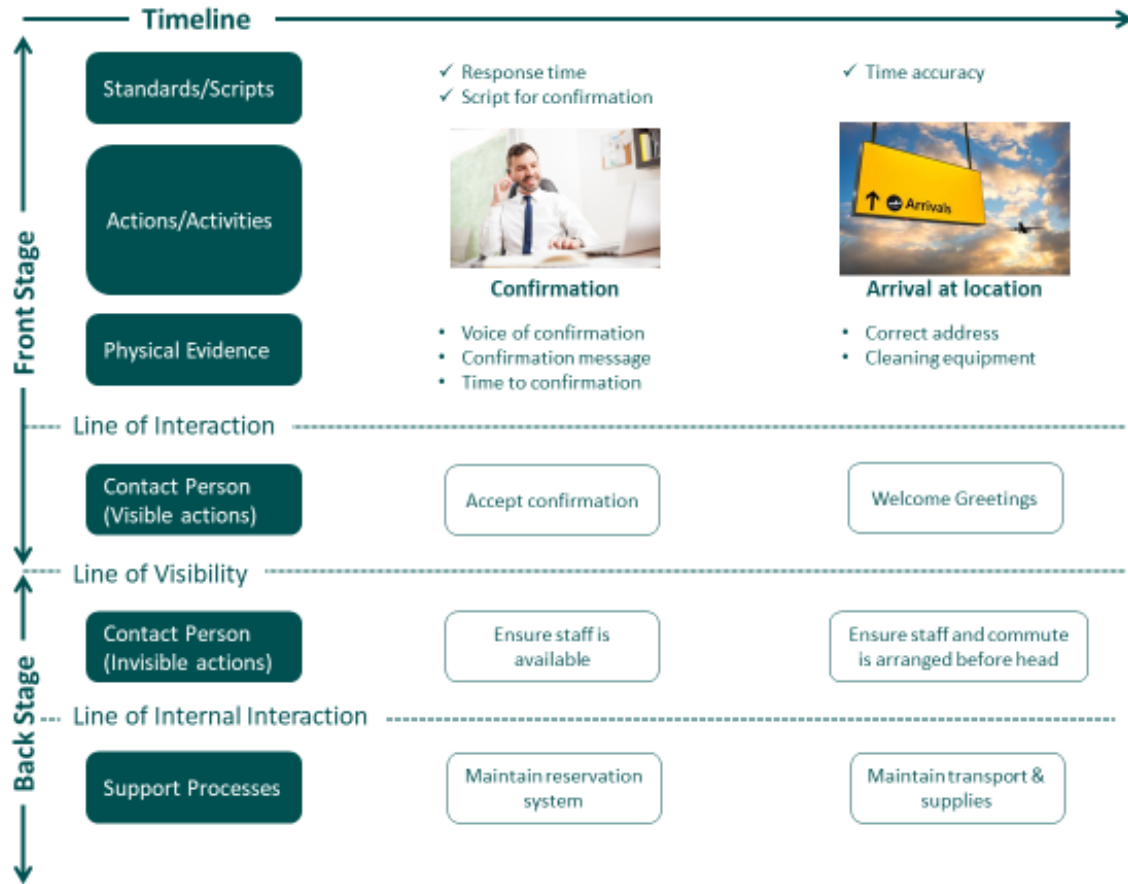 Timeline
Front Stage
Standards/Scripts
✓ Response time
✓ Script for confirmation
✓ Time accuracy
Actions/Activities
Arrivals
Confirmation
Arrival at location
Physical Evidence
• Voice of confirmation
• Confirmation message
• Time to confirmation
• Correct address
• Cleaning equipment
Line of Interaction
Contact Person
(Visible actions)
Accept confirmation
Welcome Greetings
Line of Visibility
Back Stage
Contact Person
(Invisible actions)
Ensure staff is
available
Ensure staff and commute
is arranged before head
Line of Internal Interaction
Support Processes
Maintain reservation
system
Maintain transport &
supplies